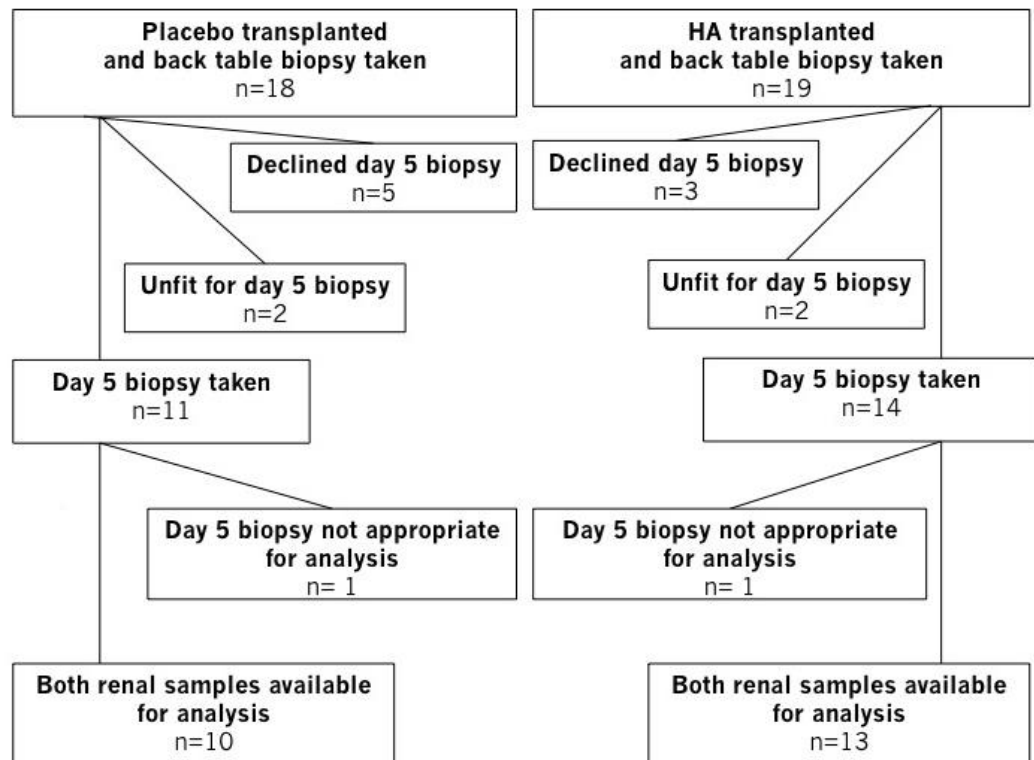 Placebo transplanted
and back table biopsy taken
n=18
HA transplanted
and back table biopsy taken
n=19
Declined day 5 biopsy
n=5
Declined day 5 biopsy
n=3
Unfit for day 5 biopsy
n=2
Unfit for day 5 biopsy
n=2
Day 5 biopsy taken
n=11
Day 5 biopsy taken
n=14
Day 5 biopsy not appropriate
for analysis
n= 1
Day 5 biopsy not appropriate
for analysis
n= 1
Both renal samples available
for analysis
n=10
Both renal samples available
for analysis
n=13